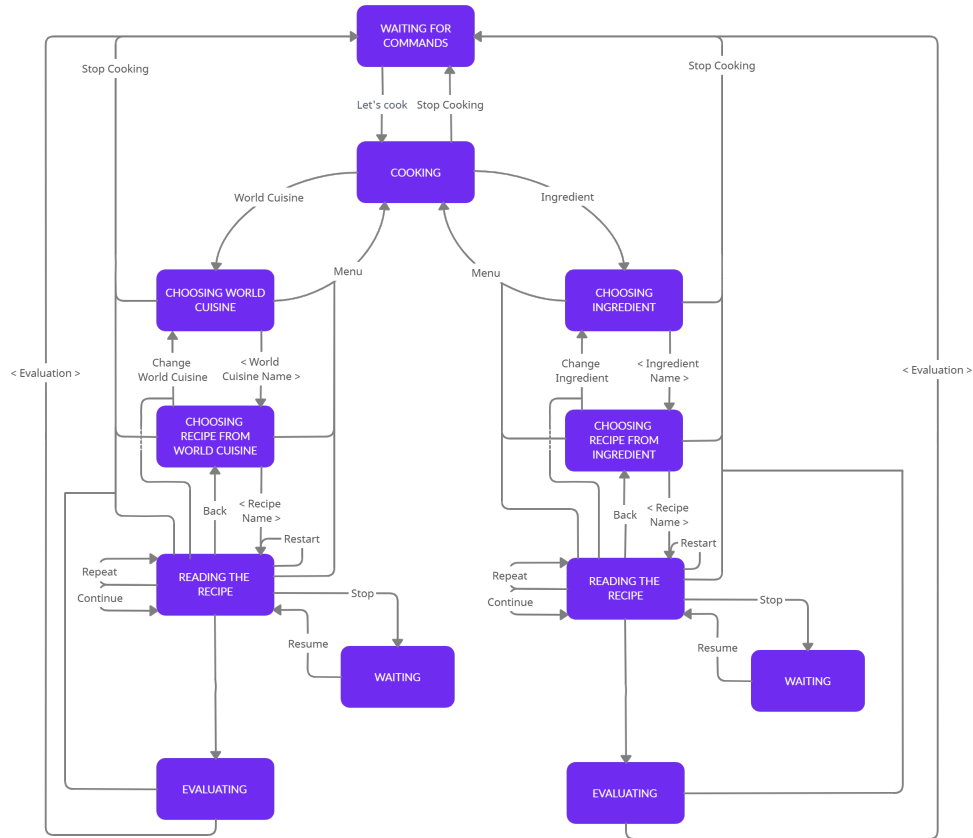 WAITING FOR
COMMANDS
Stop Cooking
Stop Cooking
Let's cook
Stop Cooking
COOKING
World Cuisine
Ingredient
Menu
Menu
CHOOSING WORLD
CUISINE
CHOOSING
INGREDIENT
< Evaluation >
Change
World Cuisine
< World
Cuisine Name >
Change
Ingredient
< Ingredient
Name >
< Evaluation >
CHOOSING
RECIPE FROM
WORLD CUISINE
CHOOSING
RECIPE FROM
INGREDIENT
Back
< Recipe
Name >
Back
< Recipe
Name >
Restart
Restart
Repeat
Continue
READING THE
RECIPE
Stop
Repeat
Continue
READING THE
RECIPE
Stop
Resume
WAITING
Resume
WAITING
EVALUATING
EVALUATING